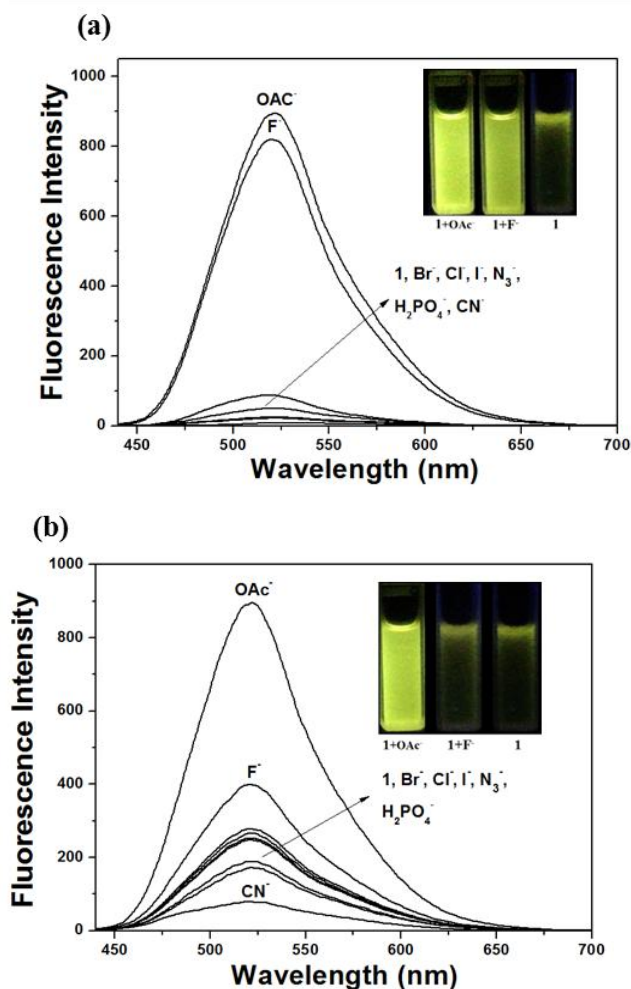 (a)
Fluorescence Intensity
1000
800
600
400
200
0
OAC⁻
F⁻
1+OAc⁻ 1+F⁻ 1
1, Br⁻, Cl⁻, I⁻, N₃⁻,
H₂PO₄⁻, CN⁻
450 500 550 600 650 700
Wavelength (nm)
(b)
Fluorescence Intensity
1000
800
600
400
200
0
OAc⁻
F⁻
1+OAc⁻ 1+F⁻ 1
1, Br⁻, Cl⁻, I⁻, N₃⁻,
H₂PO₄⁻
CN⁻
450 500 550 600 650 700
Wavelength (nm)